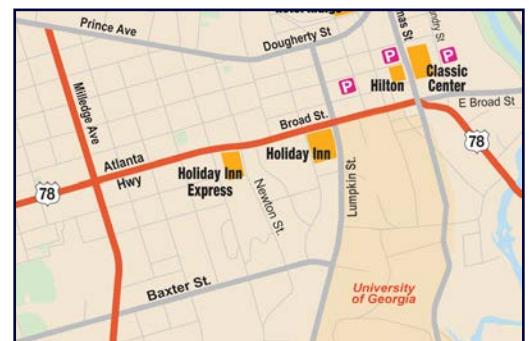 Prince Ave
Dougherty St
Milledge Ave
P
P
P
Hilton
Classic
Center
E Broad St
Broad St.
Atlanta
Hwy
78
78
Holiday Inn
Holiday Inn
Express
Newton St.
Lumpkin St.
Baxter St.
University
of Georgia